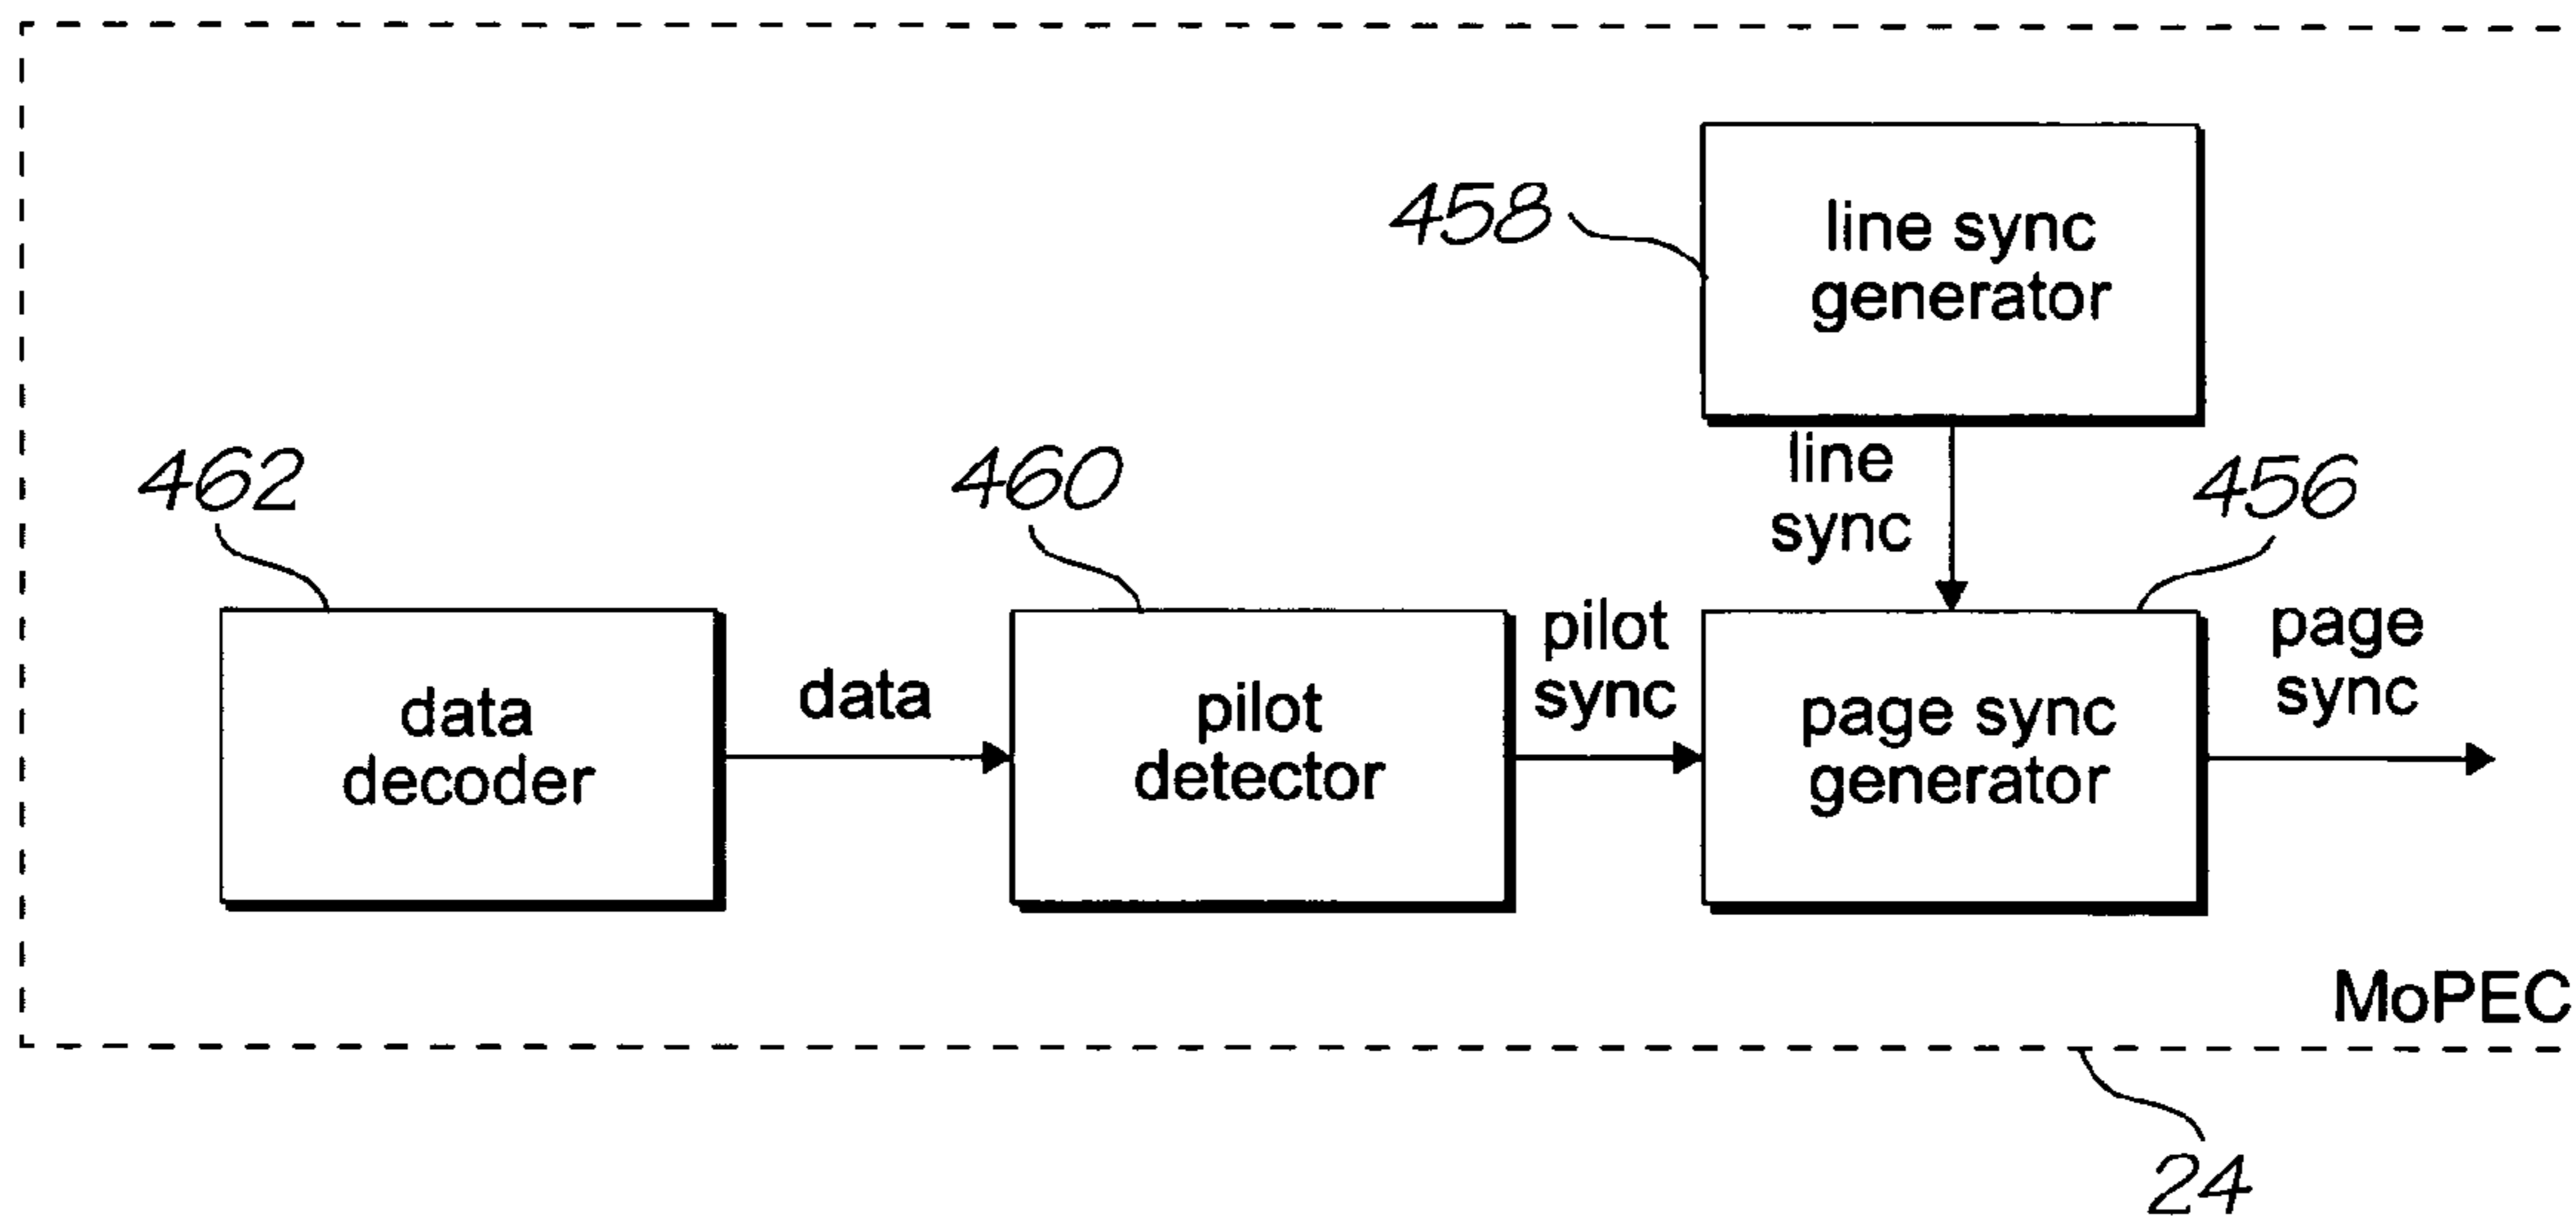 458
line sync
generator
line
sync
462
460
456
data
decoder
data
pilot
detector
pilot
sync
page sync
generator
page
sync
MoPEC
24